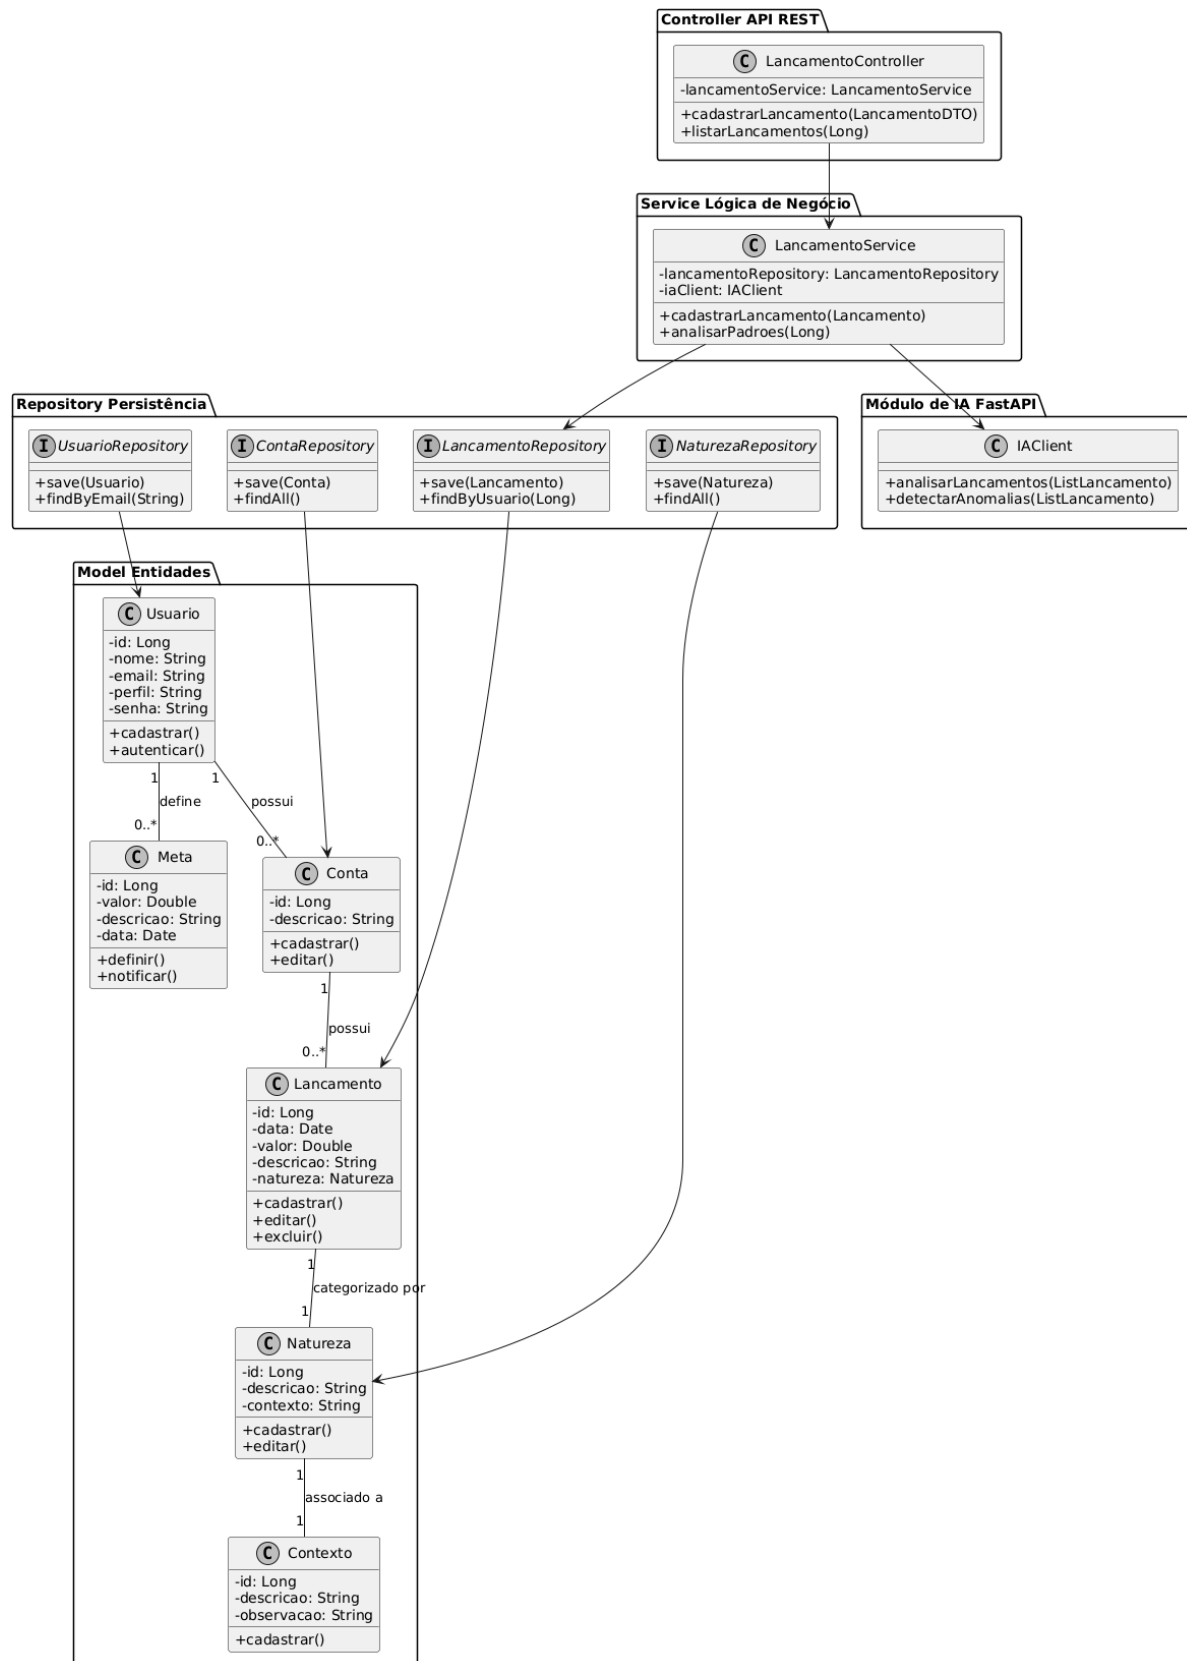 Controller API REST
C LancamentoController
-lancamentoService: LancamentoService
+cadastrarLancamento(LancamentoDTO)
+listarLancamentos(Long)
Service Lógica de Negócio
C LancamentoService
-lancamentoRepository: LancamentoRepository
-iaClient: IAClient
+cadastrarLancamento(Lancamento)
+analisarPadroes(Long)
Repository Persistência
I UsuarioRepository
+save(Usuario)
+findByEmail(String)
I ContaRepository
+save(Conta)
+findAll()
I LancamentoRepository
+save(Lancamento)
+findByUsuario(Long)
I NaturezaRepository
+save(Natureza)
+findAll()
Módulo de IA FastAPI
C IAClient
+analisarLancamentos(ListLancamento)
+detectarAnomalias(ListLancamento)
Model Entidades
C Usuario
-id: Long
-nome: String
-email: String
-perfil: String
-senha: String
+cadastrar()
+autenticar()
1
define
0..*
1
possui
0..*
C Meta
-id: Long
-valor: Double
-descricao: String
-data: Date
+definir()
+notificar()
C Conta
-id: Long
-descricao: String
+cadastrar()
+editar()
1
possui
0..*
C Lancamento
-id: Long
-data: Date
-valor: Double
-descricao: String
-natureza: Natureza
+cadastrar()
+editar()
+excluir()
1
categorizado por
1
C Natureza
-id: Long
-descricao: String
-contexto: String
+cadastrar()
+editar()
1
associado a
1
C Contexto
-id: Long
-descricao: String
-observacao: String
+cadastrar()